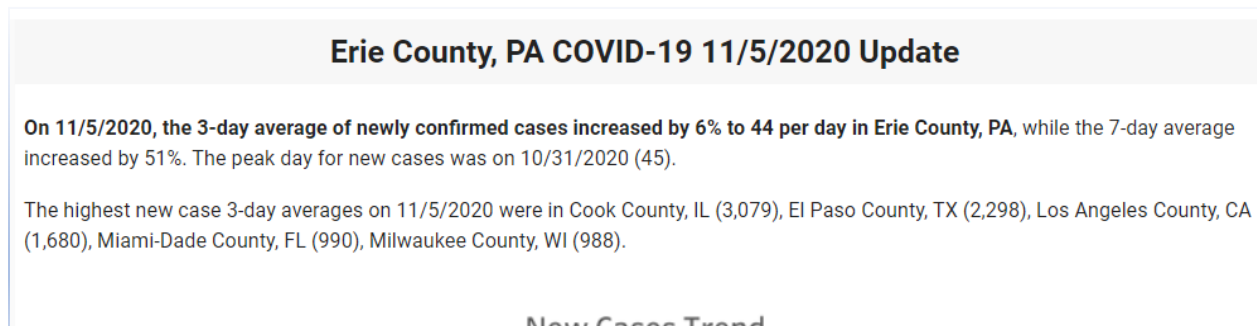 Erie County, PA COVID-19 11/5/2020 Update
On 11/5/2020, the 3-day average of newly confirmed cases increased by 6% to 44 per day in Erie County, PA, while the 7-day average
increased by 51%. The peak day for new cases was on 10/31/2020 (45).
The highest new case 3-day averages on 11/5/2020 were in Cook County, IL (3,079), El Paso County, TX (2,298), Los Angeles County, CA
(1,680), Miami-Dade County, FL (990), Milwaukee County, WI (988).
New Cases Trend